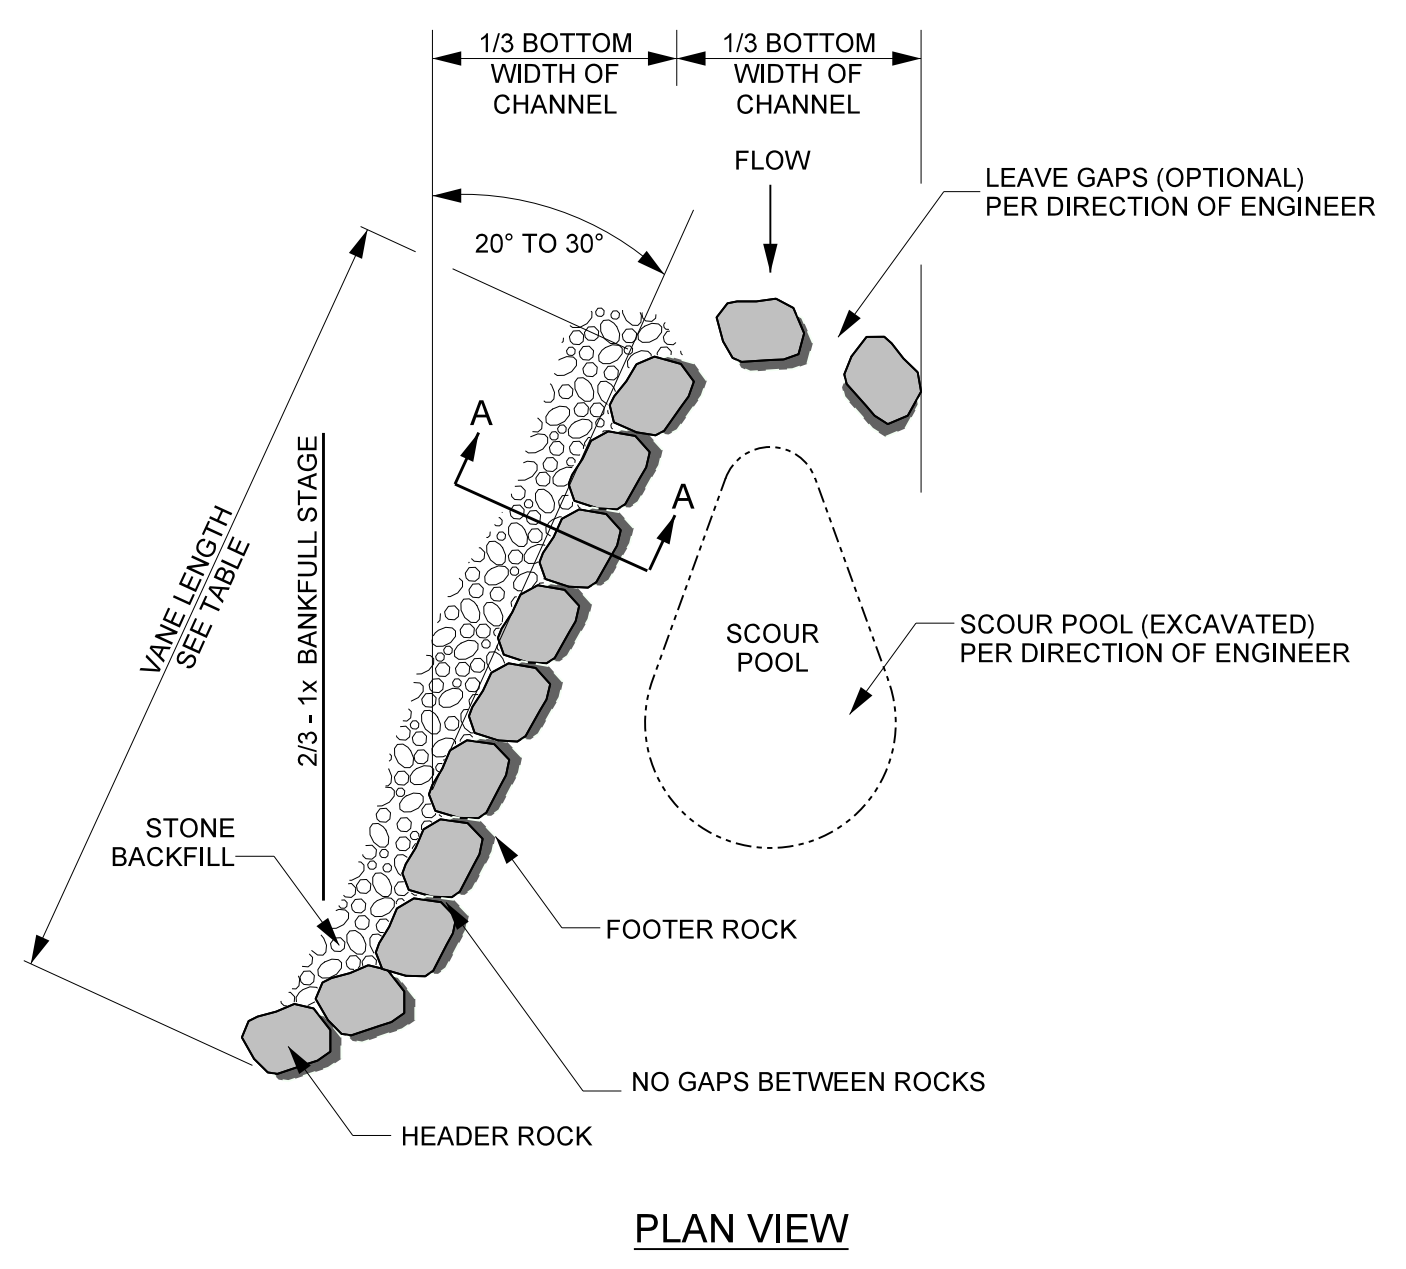 1/3 BOTTOM
WIDTH OF
CHANNEL
1/3 BOTTOM
WIDTH OF
CHANNEL
FLOW
LEAVE GAPS (OPTIONAL)
PER DIRECTION OF ENGINEER
20° TO 30°
A
A
VANE LENGTH
SEE TABLE
2/3 - 1x BANKFULL STAGE
SCOUR
POOL
SCOUR POOL (EXCAVATED)
PER DIRECTION OF ENGINEER
STONE
BACKFILL
FOOTER ROCK
NO GAPS BETWEEN ROCKS
HEADER ROCK
PLAN VIEW